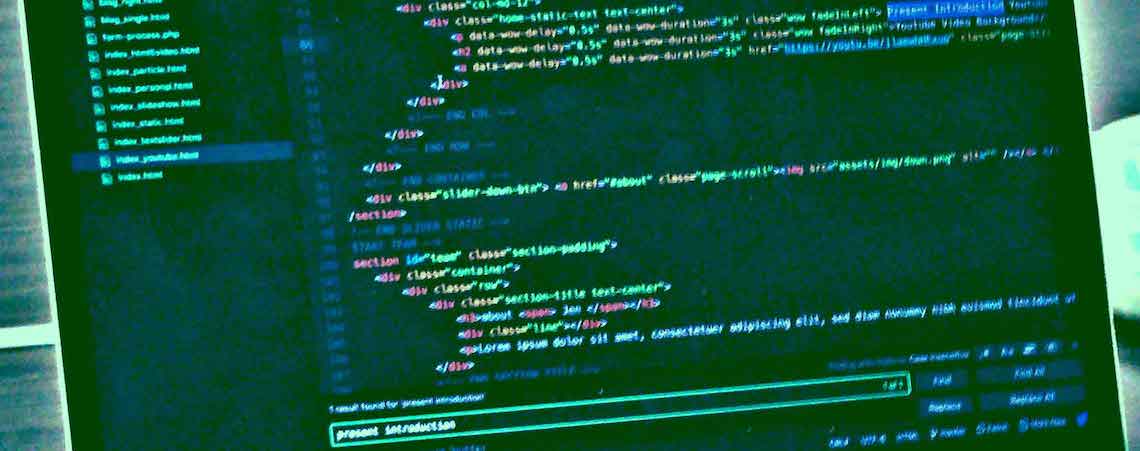 blog_right.html
blog_single.html
form-process.php
index_html5video.html
index_particle.html
index_personal.html
index_slideshow.html
index_static.html
index_textslider.html
index_youtube.html
index.html
<div class="col-md-12">
<div class="home-static-text text-center">
<p data-wow-delay="0.5s" data-wow-duration="3s" class="wow fadeInLeft"> Present Introduction Youtub
<h2 data-wow-delay="0.5s" data-wow-duration="3s" class="wow fadeInRight">Youtube Video Background</
<a data-wow-delay="0.5s" data-wow-duration="3s" href="https://youtu.be/ class="page-scr
</div>
</div>
<!-- END COL -->
</div>
<!-- END ROW -->
</div>
<!-- END CONTAINER -->
<div class="slider-down-btn"> <a href="#about" class="page-scroll"><img src="assets/img/down.png" alt="" /></a>
/section>
!-- END SLIDER STATIC -->
START TEAM -->
section id="team" class="section-padding">
<div class="container">
<div class="row">
<div class="section-title text-center">
<h1>about <span> Jon </span></h1>
<div class="line"></div>
<p>Lorem ipsum dolor sit amet, consectetuer adipiscing elit, sed diam nonummy nibh euismod tincidunt ut
</div>
<!-- END SECTION TITLE -->
1 result found for 'present introduction'
present introduction
1 of 1
Find
Find All
Replace
Replace All